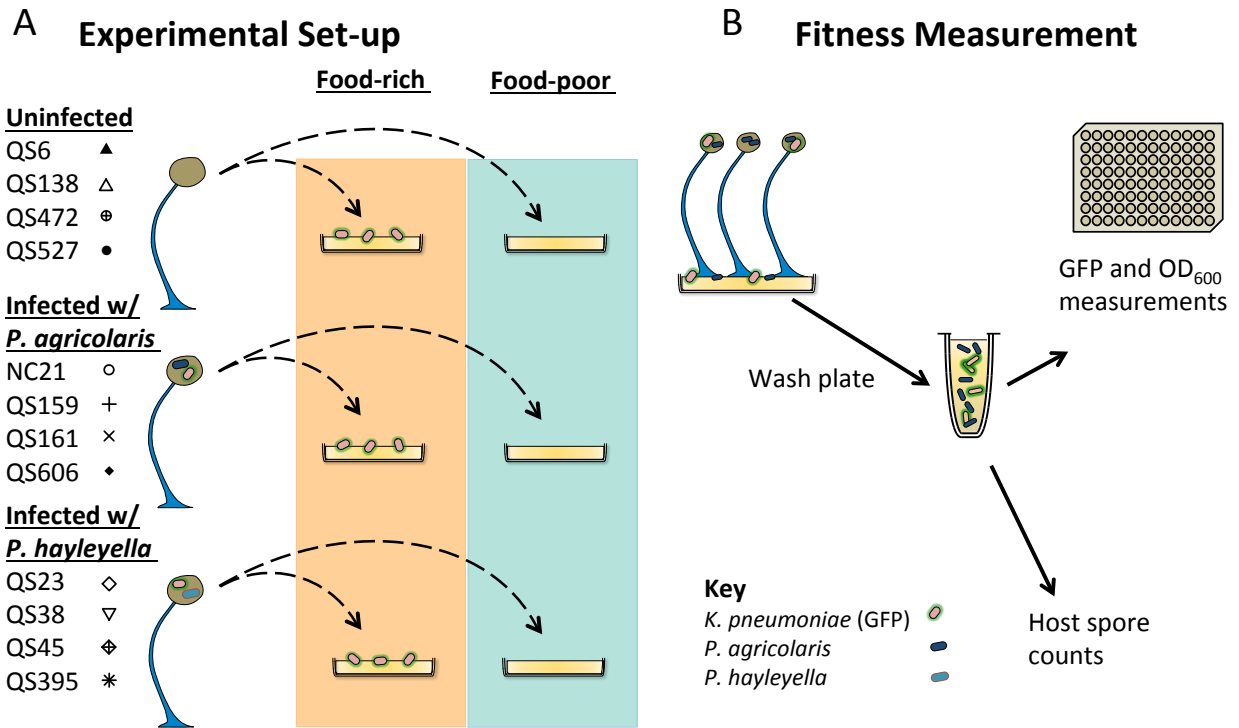 A
Experimental Set-up
Food-rich
Food-poor
Uninfected
QS6
QS138
QS472
QS527
Infected w/
P. agricolaris
NC21
QS159
QS161
QS606
Infected w/
P. hayleyella
QS23
QS38
QS45
QS395
B
Fitness Measurement
GFP and OD600
measurements
Wash plate
Host spore
counts
Key
K. pneumoniae (GFP)
P. agricolaris
P. hayleyella